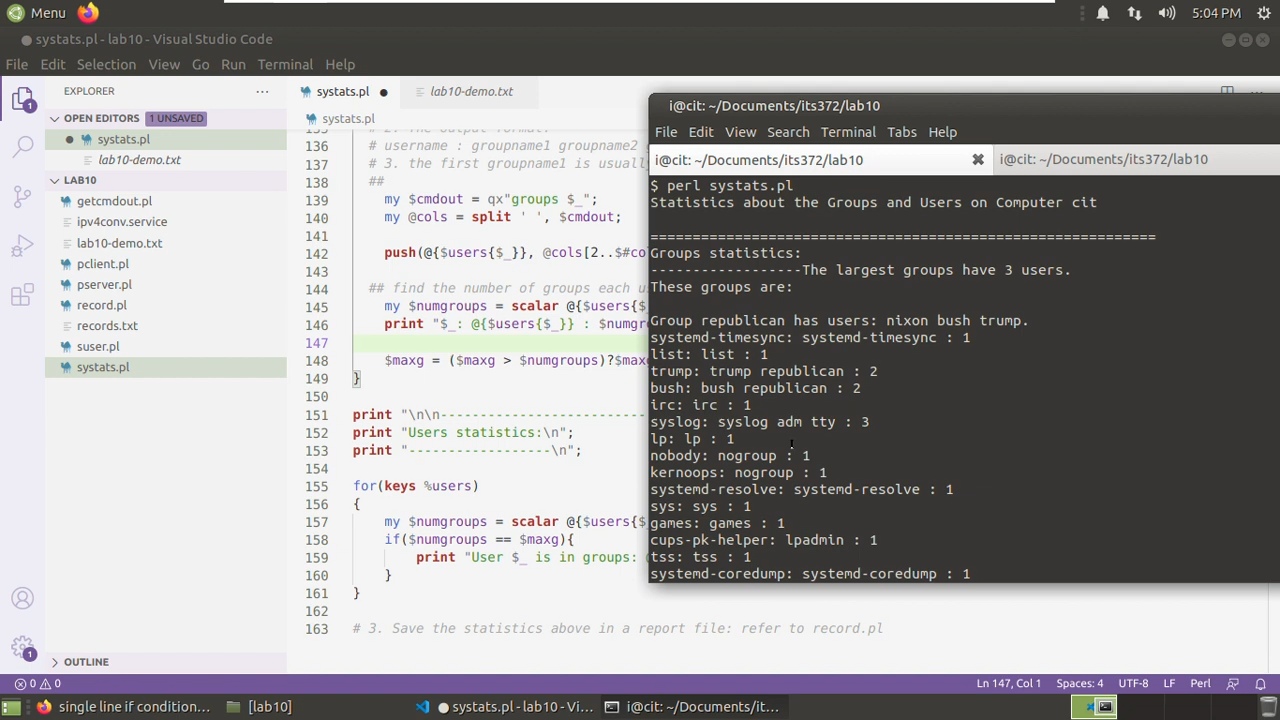 Menu
5:04 PM
systats.pl - lab10 - Visual Studio Code
File Edit Selection View Go Run Terminal Help
EXPLORER
OPEN EDITORS 1 UNSAVED
systats.pl
lab10-demo.txt
LAB10
getcmdout.pl
ipv4conv.service
lab10-demo.txt
pclient.pl
pserver.pl
record.pl
records.txt
suser.pl
systats.pl
OUTLINE
systats.pl
lab10-demo.txt
systats.pl
136 # username : groupname1 groupname2
137 # 3. the first groupname1 is usually
138 ##
139 my $cmdout = qx"groups $_";
140 my @cols = split ' ', $cmdout;
141
142 push(@{$users{$_}}, @cols[2..$#col
143
144 ## find the number of groups each u
145 my $numgroups = scalar @{$users{$
146 print "$_: @{$users{$_}} : $numgr
147
148 $maxg = ($maxg > $numgroups)?$max
149 }
150
151 print "\n\n------------------------
152 print "Users statistics:\n";
153 print "------------------\n";
154
155 for(keys %users)
156 {
157 my $numgroups = scalar @{$users{$_
158 if($numgroups == $maxg){
159 print "User $_ is in groups:
160 }
161 }
162
163 # 3. Save the statistics above in a report file: refer to record.pl
i@cit: ~/Documents/its372/lab10
File Edit View Search Terminal Tabs Help
i@cit: ~/Documents/its372/lab10
i@cit: ~/Documents/its372/lab10
$ perl systats.pl
Statistics about the Groups and Users on Computer cit
============================================================
Groups statistics:
------------------The largest groups have 3 users.
These groups are:
Group republican has users: nixon bush trump.
systemd-timesync: systemd-timesync : 1
list: list : 1
trump: trump republican : 2
bush: bush republican : 2
irc: irc : 1
syslog: syslog adm tty : 3
lp: lp : 1
nobody: nogroup : 1
kernoops: nogroup : 1
systemd-resolve: systemd-resolve : 1
sys: sys : 1
games: games : 1
cups-pk-helper: lpadmin : 1
tss: tss : 1
systemd-coredump: systemd-coredump : 1
0 0
Ln 147, Col 1 Spaces: 4 UTF-8 LF Perl
single line if condition...
[lab10]
systats.pl - lab10 - Vi...
i@cit: ~/Documents/it...